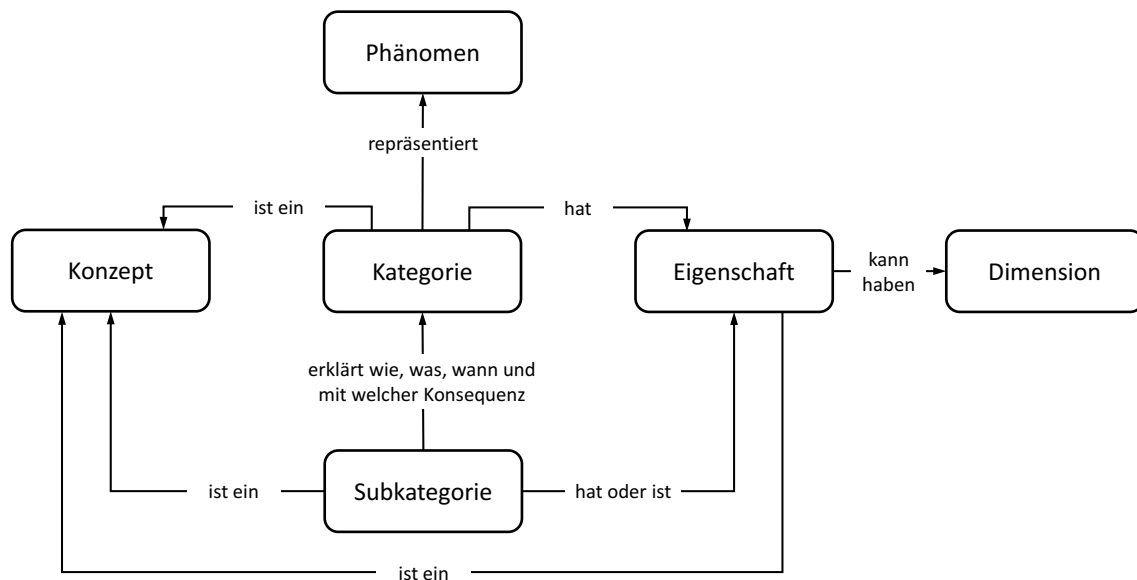 Phänomen
repräsentiert
ist ein
hat
Konzept
Kategorie
Eigenschaft
kann
haben
Dimension
erklärt wie, was, wann und
mit welcher Konsequenz
ist ein
Subkategorie
hat oder ist
ist ein